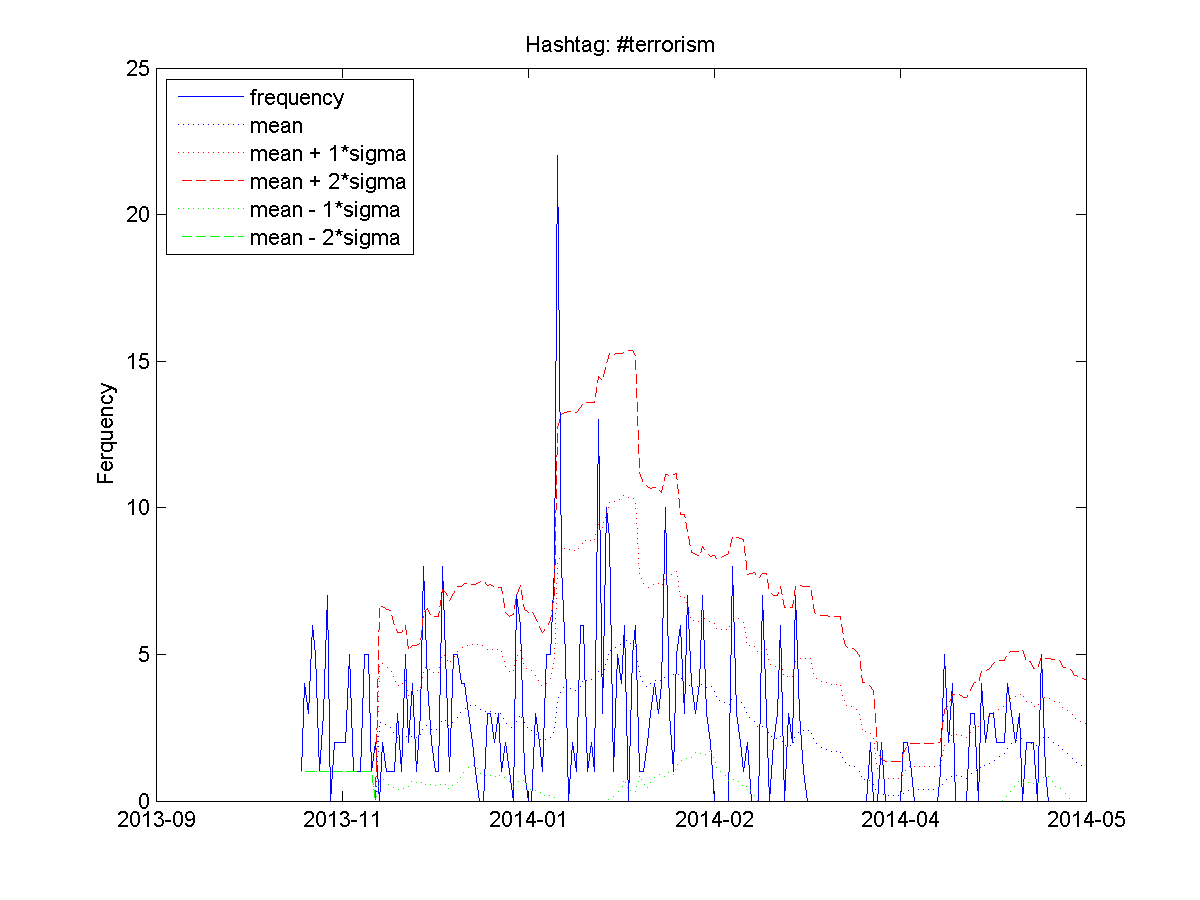 Hashtag: #terrorism
25
20
15
10
5
0
Ferquency
frequency
mean
mean + 1*sigma
mean + 2*sigma
mean - 1*sigma
mean - 2*sigma
2013-09 2013-11 2014-01 2014-02 2014-04 2014-05